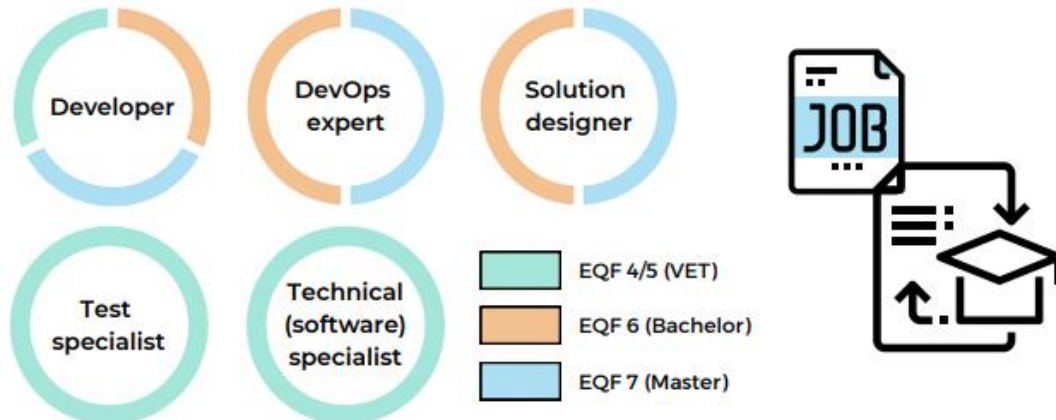 Developer
DevOps
expert
Solution
designer
JOB
Test
specialist
Technical
(software)
specialist
EQF 4/5 (VET)
EQF 6 (Bachelor)
EQF 7 (Master)